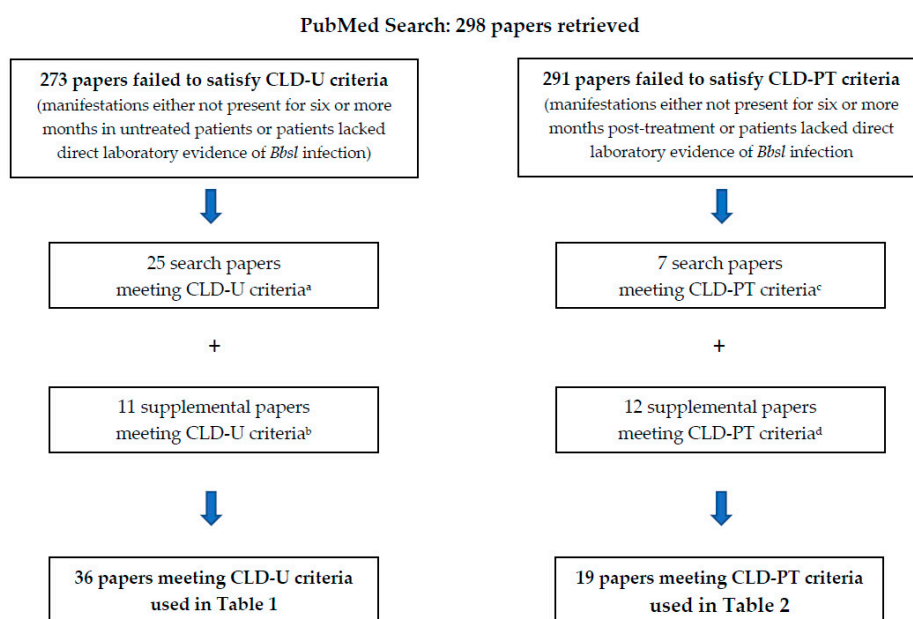 PubMed Search: 298 papers retrieved
273 papers failed to satisfy CLD-U criteria
(manifestations either not present for six or more
months in untreated patients or patients lacked
direct laboratory evidence of Bbsl infection)
25 search papers
meeting CLD-U criteriaᵃ
+
11 supplemental papers
meeting CLD-U criteriaᵇ
36 papers meeting CLD-U criteria
used in Table 1
291 papers failed to satisfy CLD-PT criteria
(manifestations either not present for six or more
months post-treatment or patients lacked direct
laboratory evidence of Bbsl infection
7 search papers
meeting CLD-PT criteriaᶜ
+
12 supplemental papers
meeting CLD-PT criteriaᵈ
19 papers meeting CLD-PT criteria
used in Table 2